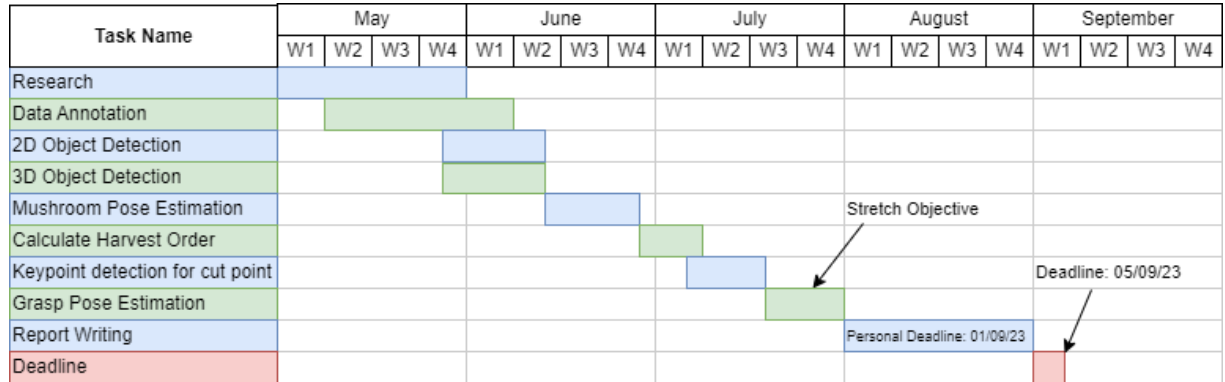 Task Name
May June July August September
W1 W2 W3 W4 W1 W2 W3 W4 W1 W2 W3 W4 W1 W2 W3 W4 W1 W2 W3 W4
Research
Data Annotation
2D Object Detection
3D Object Detection
Mushroom Pose Estimation
Stretch Objective
Calculate Harvest Order
Keypoint detection for cut point
Deadline: 05/09/23
Grasp Pose Estimation
Report Writing
Personal Deadline: 01/09/23
Deadline